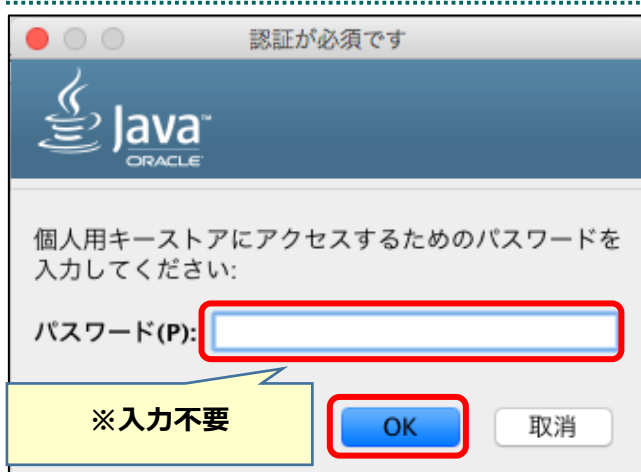 認証が必須です
Java™
ORACLE
個人用キーストアにアクセスするためのパスワードを
入力してください:
パスワード(P):
※入力不要
OK
取消